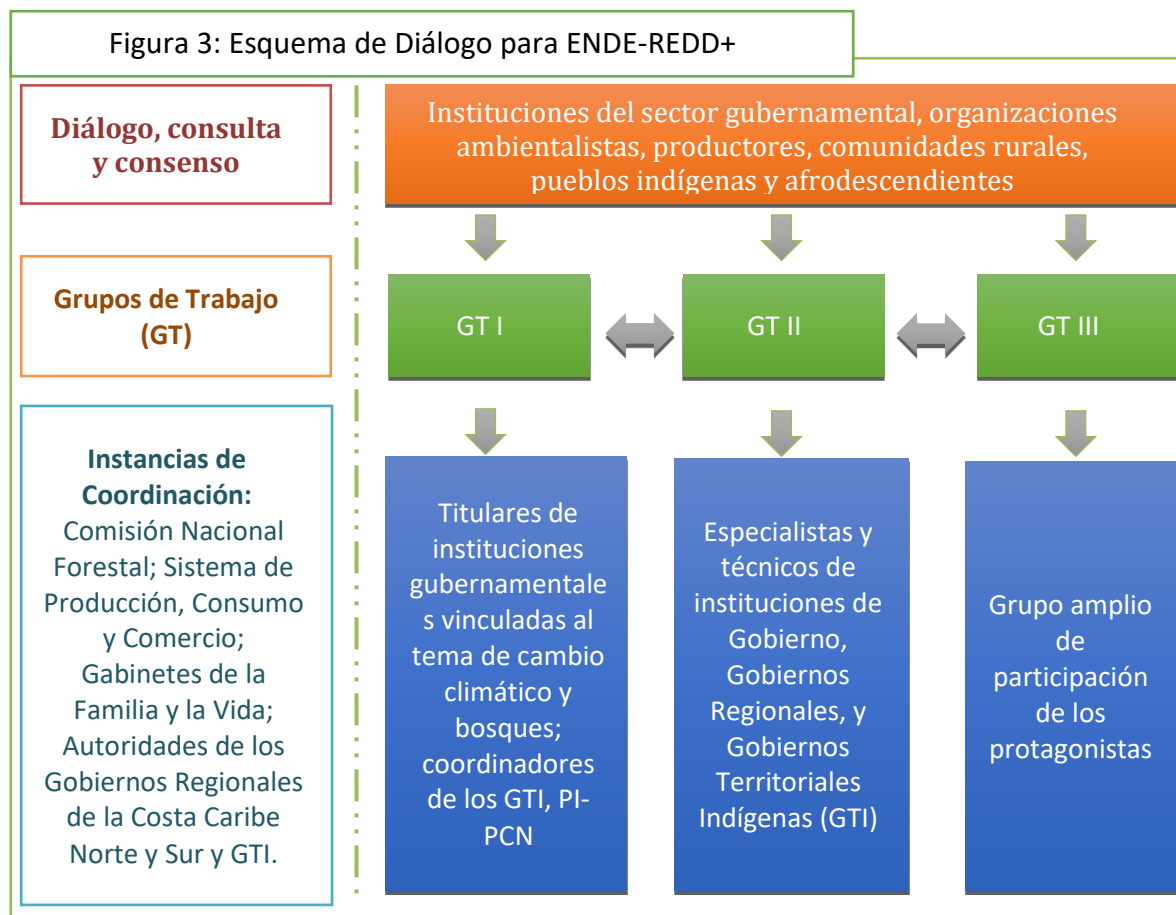 Figura 3: Esquema de Diálogo para ENDE-REDD+
Diálogo, consulta
y consenso
Instituciones del sector gubernamental, organizaciones
ambientalistas, productores, comunidades rurales,
pueblos indígenas y afrodescendientes
Grupos de Trabajo
(GT)
GT I
GT II
GT III
Instancias de
Coordinación:
Comisión Nacional
Forestal; Sistema de
Producción, Consumo
y Comercio;
Gabinetes de la
Familia y la Vida;
Autoridades de los
Gobiernos Regionales
de la Costa Caribe
Norte y Sur y GTI.
Titulares de
instituciones
gubernamentale
s vinculadas al
tema de cambio
climático y
bosques;
coordinadores
de los GTI, PI-
PCN
Especialistas y
técnicos de
instituciones de
Gobierno,
Gobiernos
Regionales, y
Gobiernos
Territoriales
Indígenas (GTI)
Grupo amplio
de
participación
de los
protagonistas